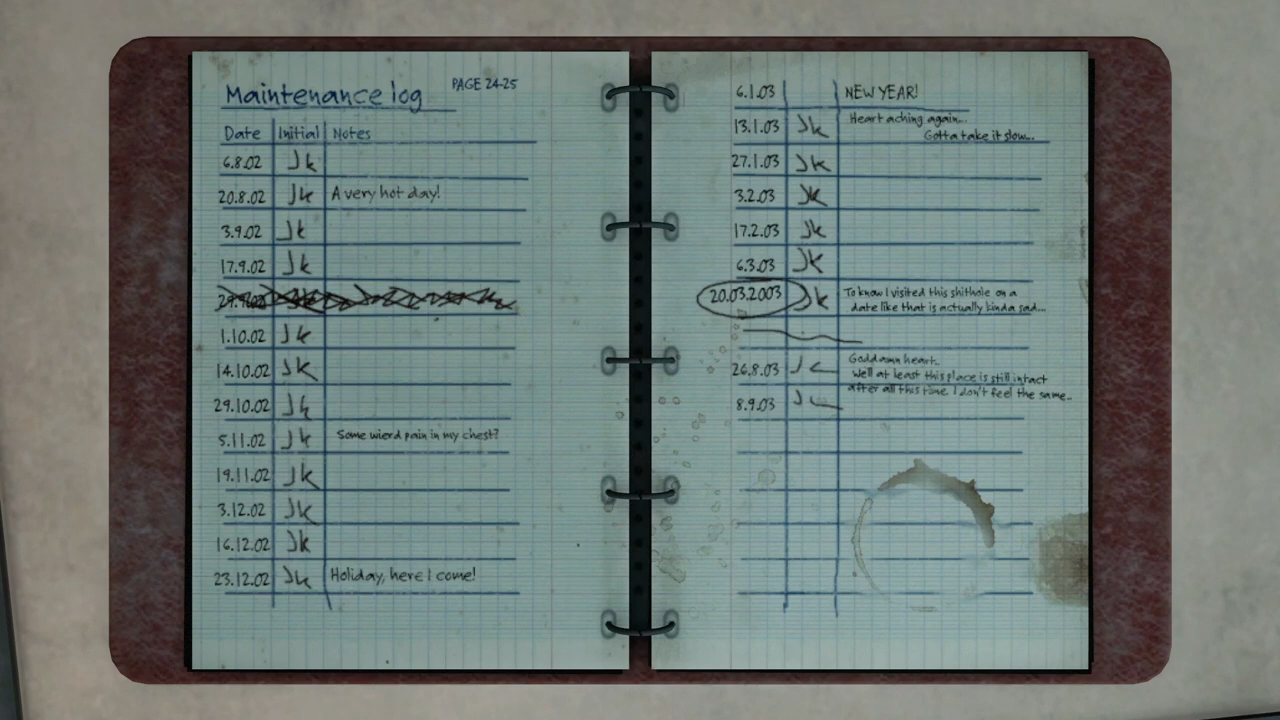 Maintenance log PAGE 24-25
Date Initial Notes
6.8.02 Jk
20.8.02 Jk A very hot day!
3.9.02 Jk
17.9.02 Jk
1.10.02 Jk
14.10.02 Jk
29.10.02 Jk
5.11.02 Jk Some wierd pain in my chest?
19.11.02 Jk
3.12.02 Jk
16.12.02 Jk
23.12.02 Jk Holiday, here I come!
6.1.03 NEW YEAR!
13.1.03 Jk Heart aching again...
Gotta take it slow...
27.1.03 Jk
3.2.03 Jk
17.2.03 Jk
6.3.03 Jk
20.03.2003 Jk To know I visited this shithole on a
date like that is actually kinda sad...
26.8.03 Goddamn heart..
Well at least this place is still intact
after all this time. I don't feel the same..
8.9.03